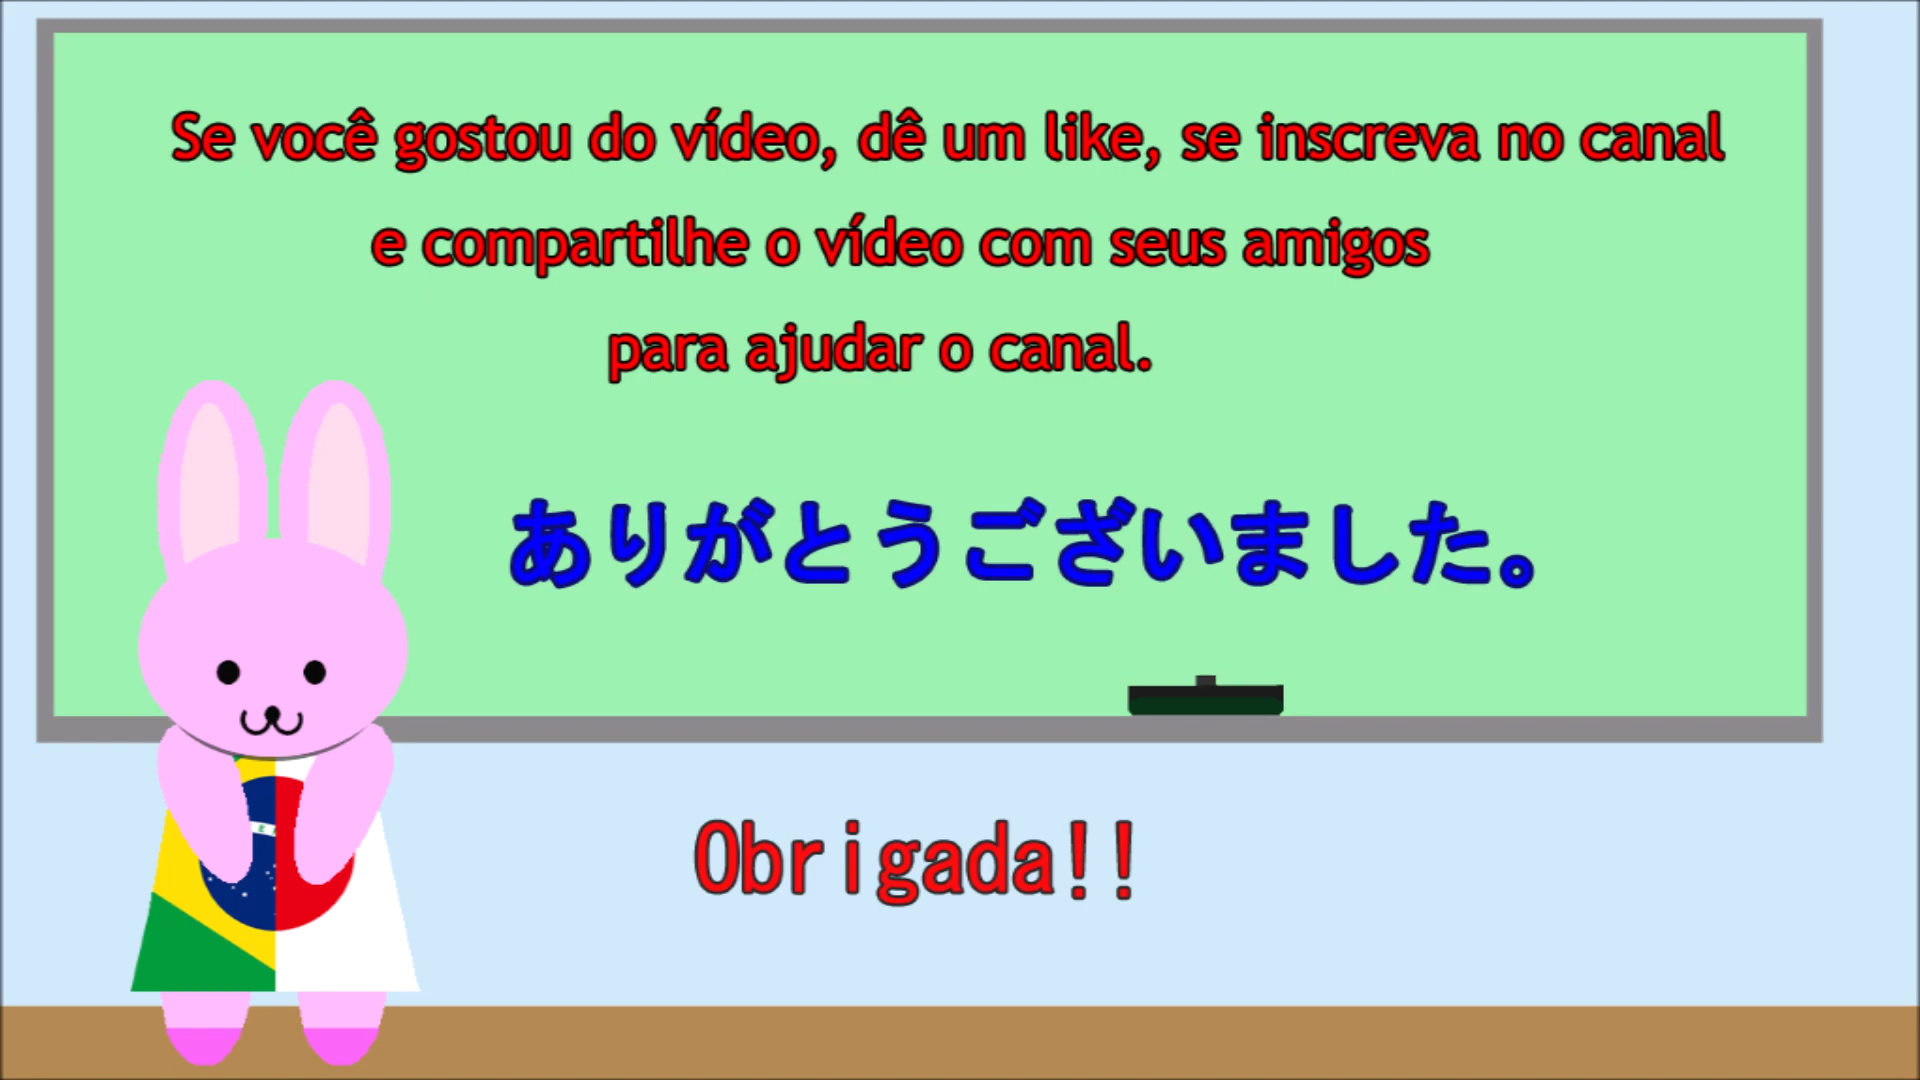 Se você gostou do vídeo, dê um like, se inscreva no canal
e compartilhe o vídeo com seus amigos
para ajudar o canal.
ありがとうございました。
Obrigada!!